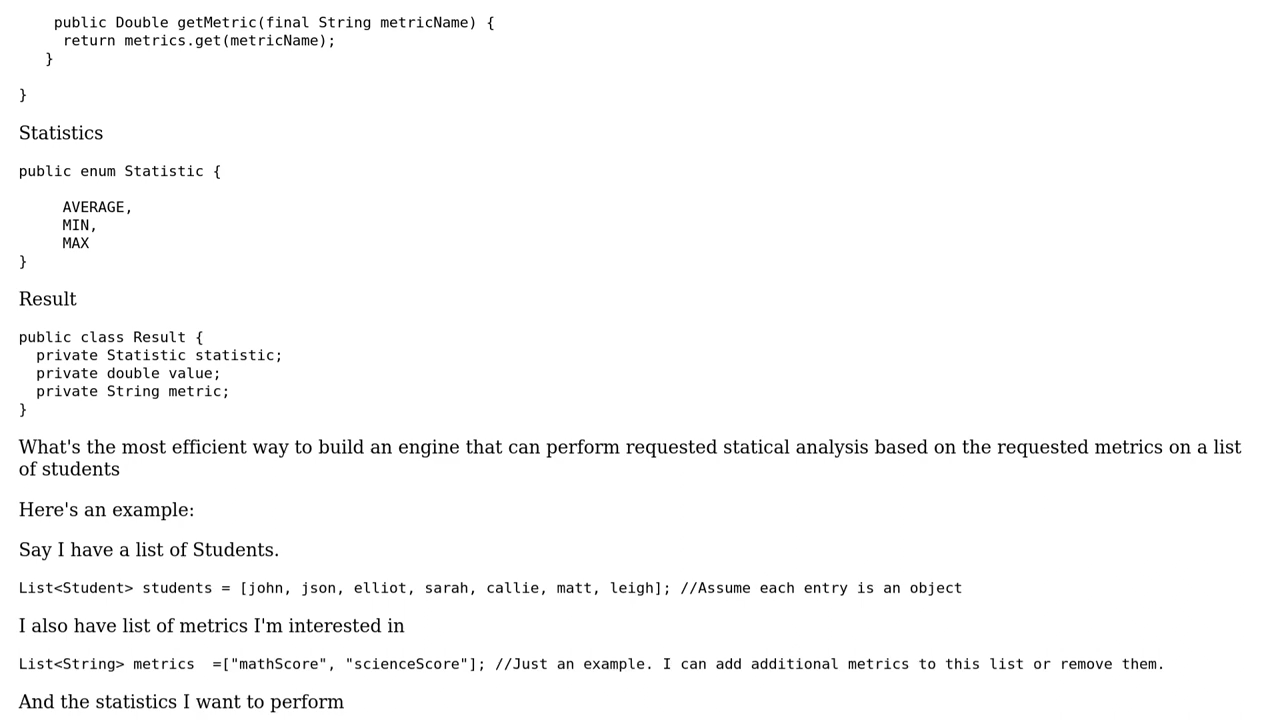 public Double getMetric(final String metricName) {
return metrics.get(metricName);
}
}
Statistics
public enum Statistic {
AVERAGE,
MIN,
MAX
}
Result
public class Result {
private Statistic statistic;
private double value;
private String metric;
}
What's the most efficient way to build an engine that can perform requested statical analysis based on the requested metrics on a list
of students
Here's an example:
Say I have a list of Students.
List<Student> students = [john, json, elliot, sarah, callie, matt, leigh]; //Assume each entry is an object
I also have list of metrics I'm interested in
List<String> metrics  =["mathScore", "scienceScore"]; //Just an example. I can add additional metrics to this list or remove them.
And the statistics I want to perform